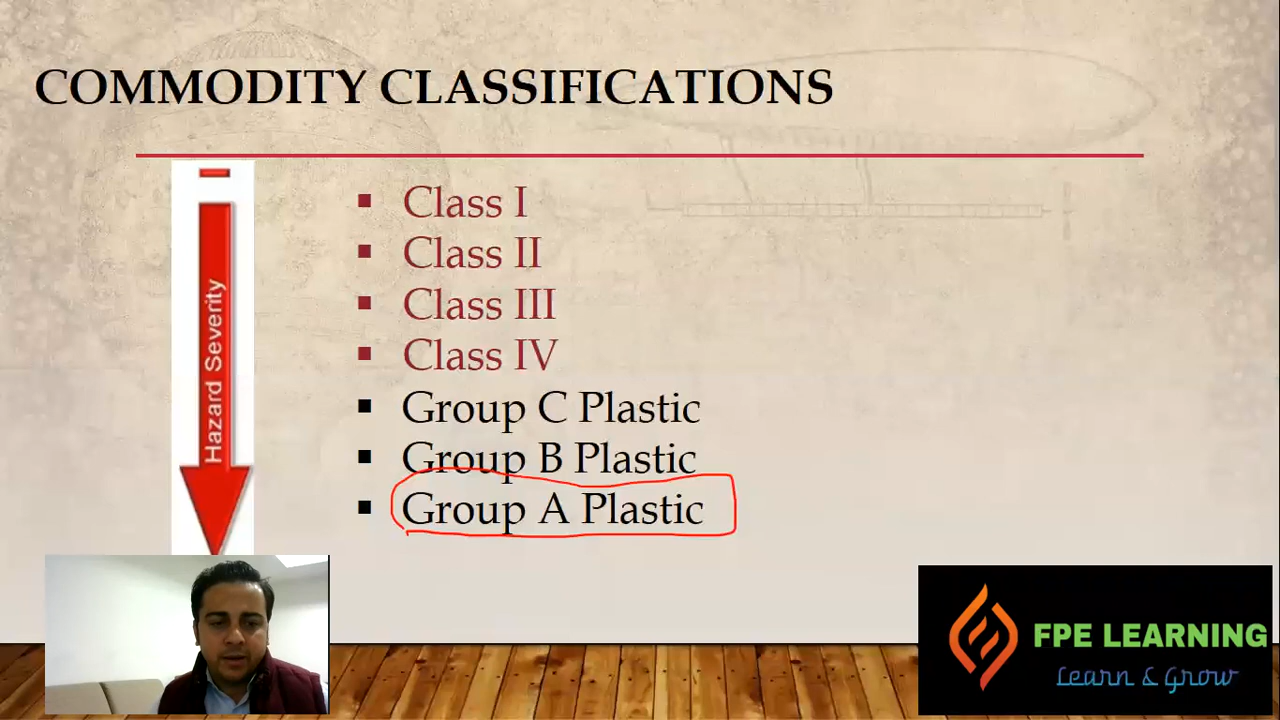 COMMODITY CLASSIFICATIONS
Hazard Severity
Class I
Class II
Class III
Class IV
Group C Plastic
Group B Plastic
Group A Plastic
FPE LEARNING
Learn & Grow